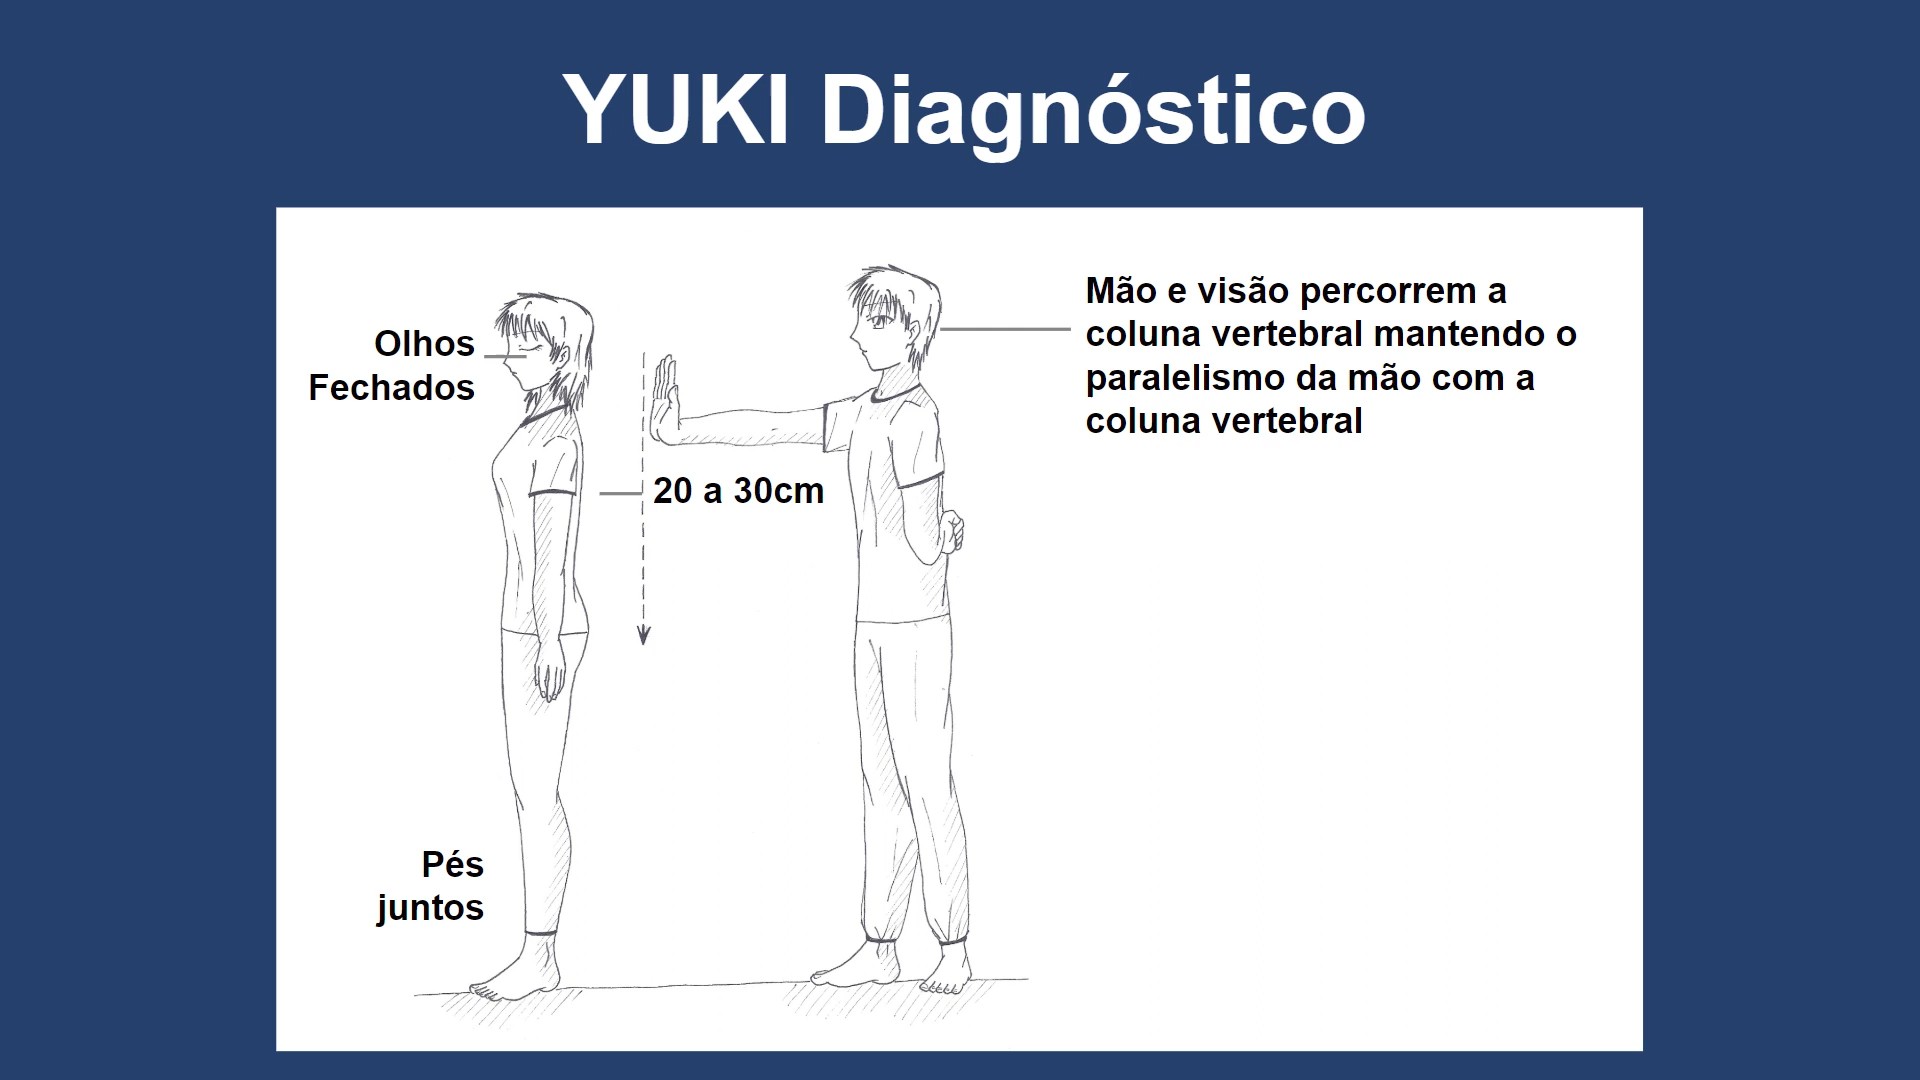 YUKI Diagnóstico
Olhos
Fechados
Mão e visão percorrem a
coluna vertebral mantendo o
paralelismo da mão com a
coluna vertebral
20 a 30cm
Pés
juntos